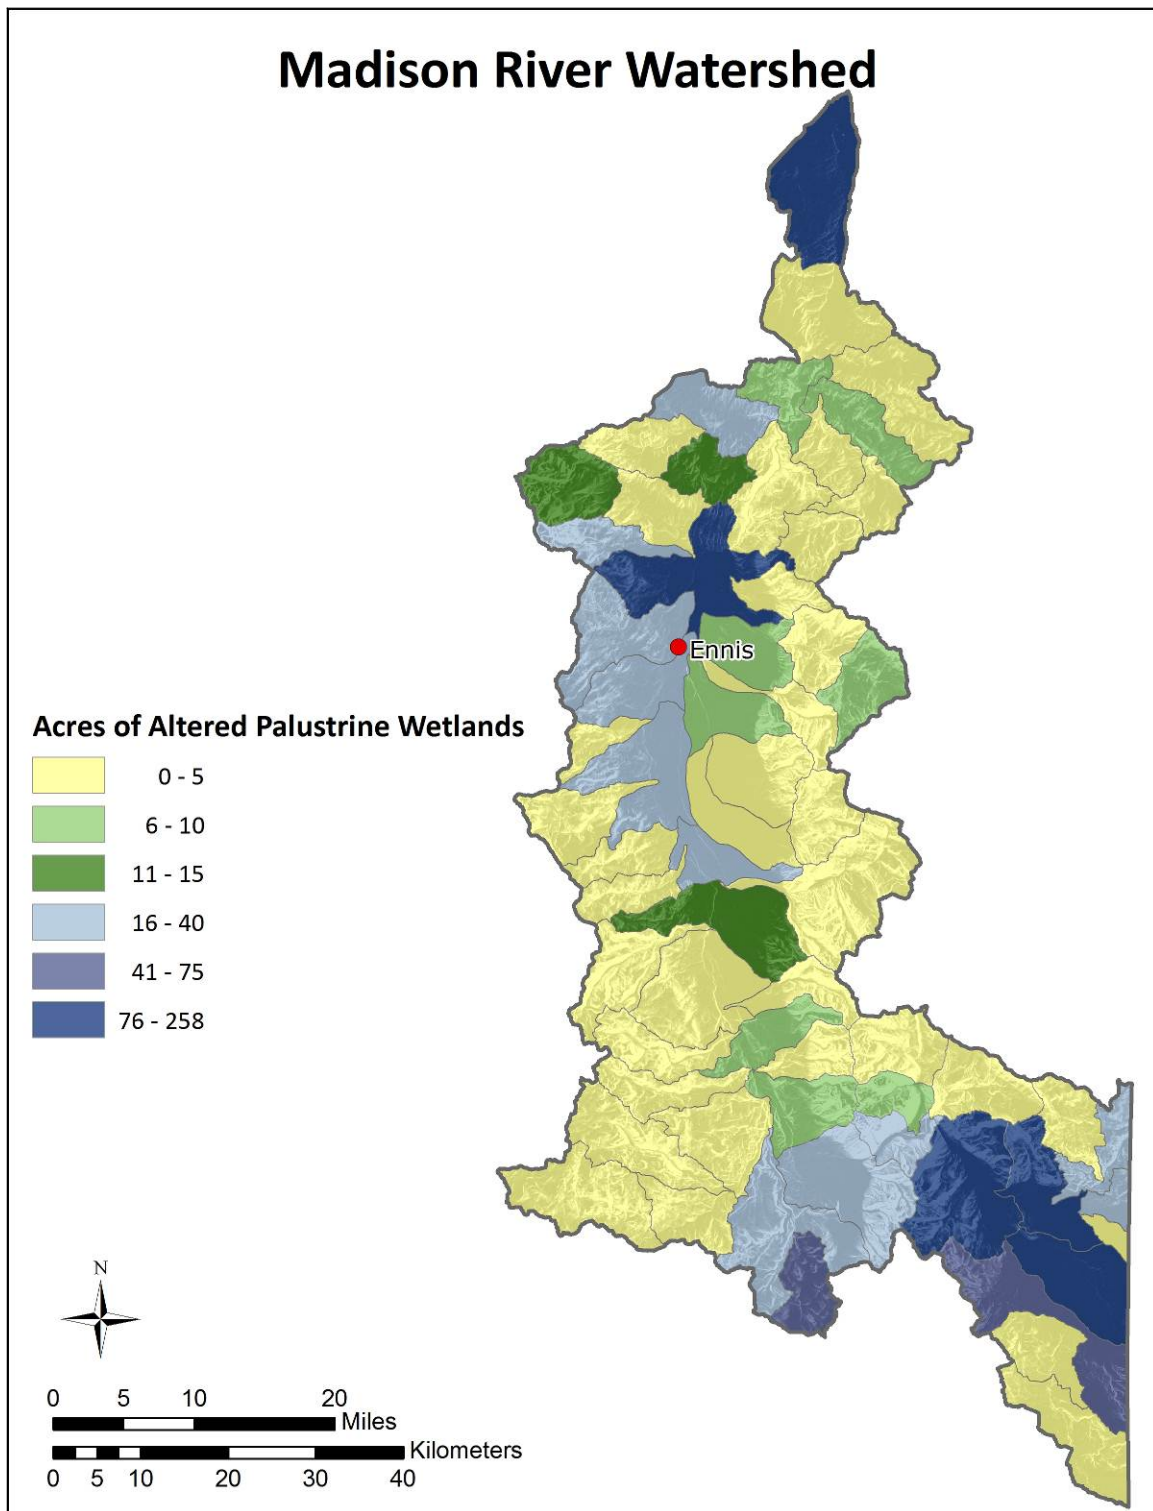 Madison River Watershed
Ennis
Acres of Altered Palustrine Wetlands
0 - 5
6 - 10
11 - 15
16 - 40
41 - 75
76 - 258
N
0 5 10 20
Miles
Kilometers
0 5 10 20 30 40